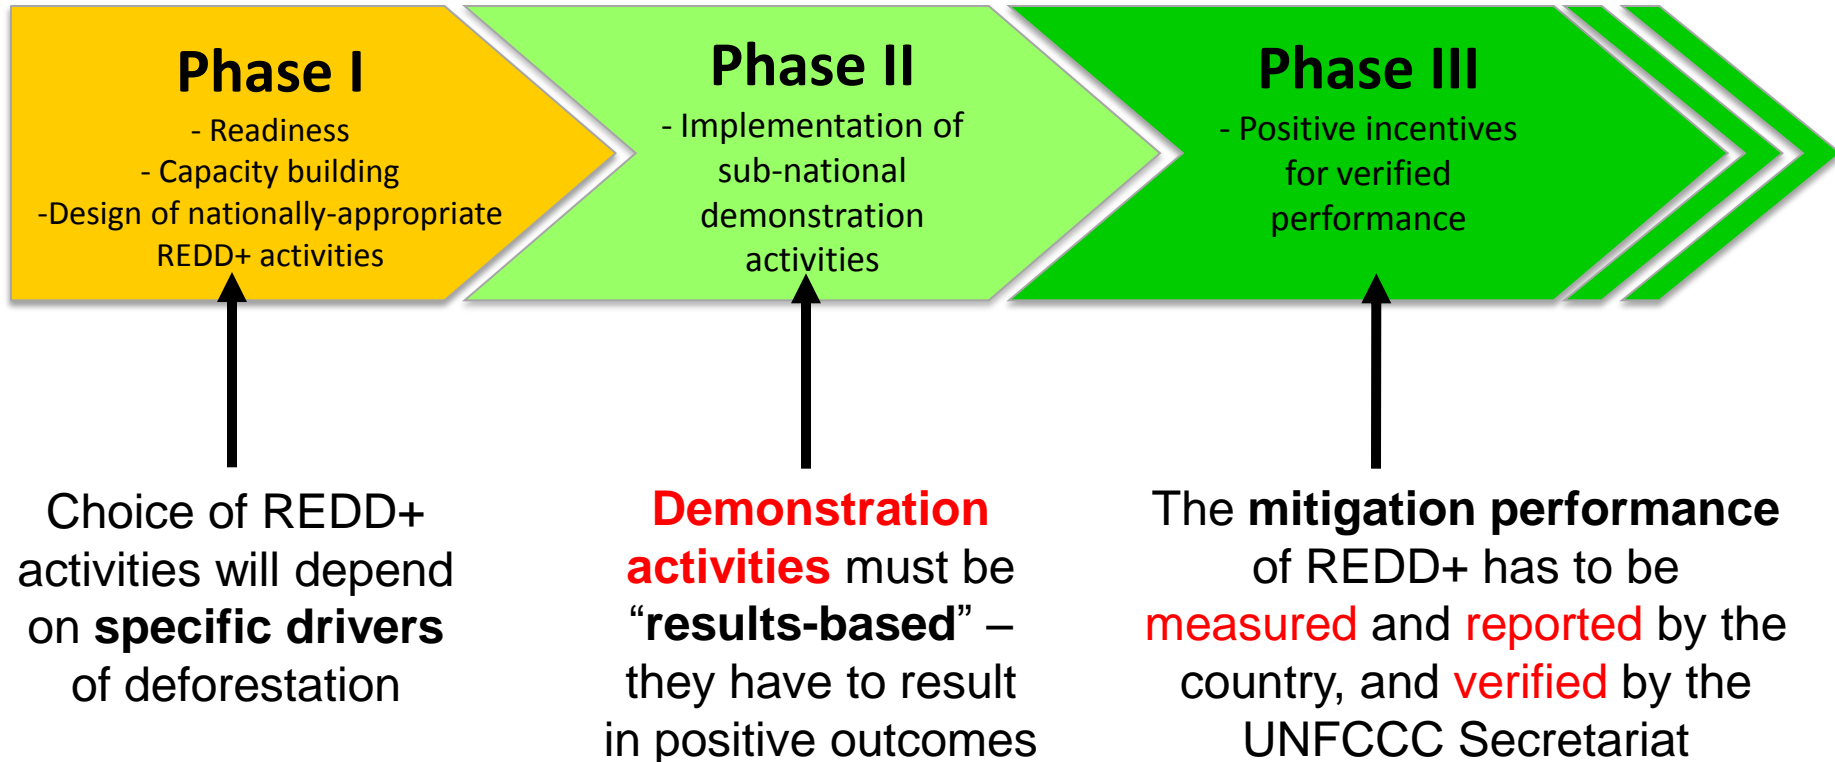 Phase I
- Readiness
- Capacity building
-Design of nationally-appropriate
REDD+ activities
Phase II
- Implementation of
sub-national
demonstration
activities
Phase III
- Positive incentives
for verified
performance
Choice of REDD+
activities will depend
on specific drivers
of deforestation
Demonstration
activities must be
“results-based” –
they have to result
in positive outcomes
The mitigation performance
of REDD+ has to be
measured and reported by the
country, and verified by the
UNFCCC Secretariat